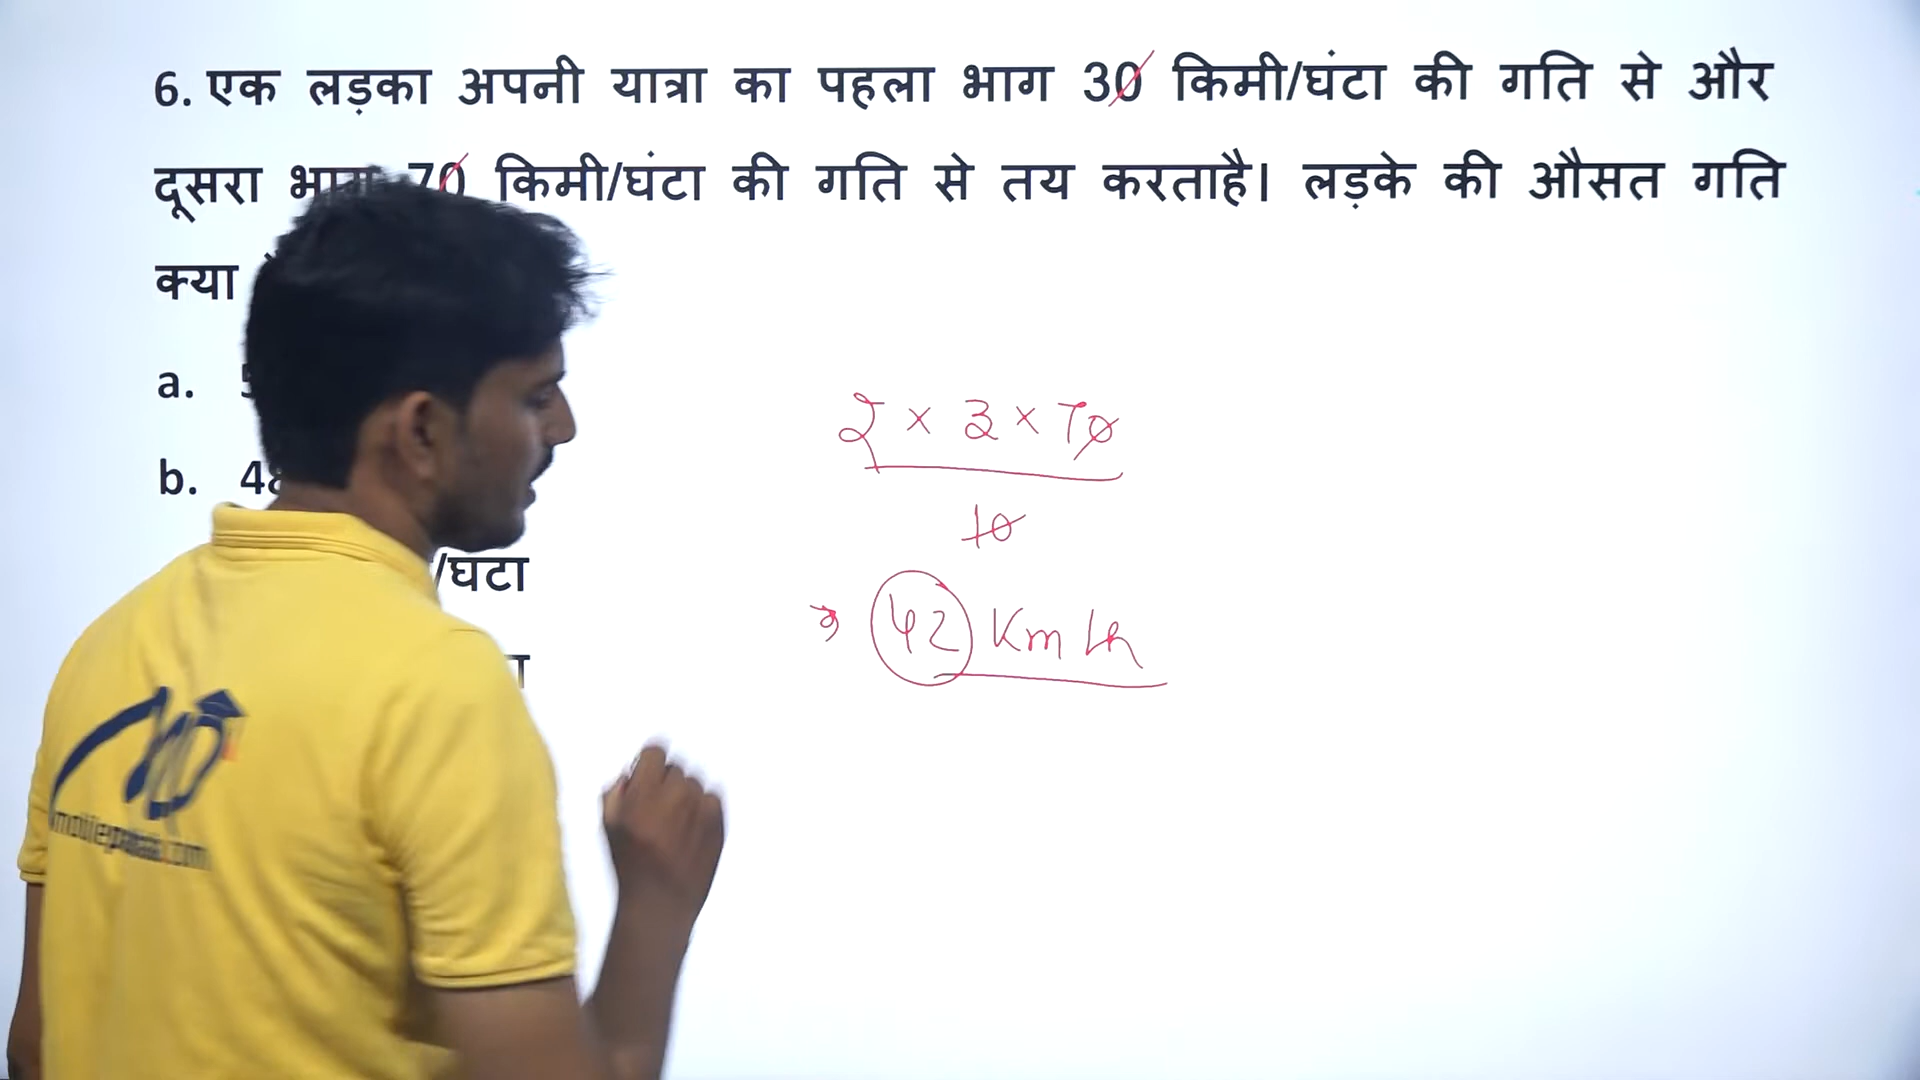 6. एक लड़का अपनी यात्रा का पहला भाग 30 किमी/घंटा की गति से और
दूसरा भाग 70 किमी/घंटा की गति से तय करताहै। लड़के की औसत गति
क्या
a.
b. 48
/घटा
2 × 3 × 70
10
42 Km/h